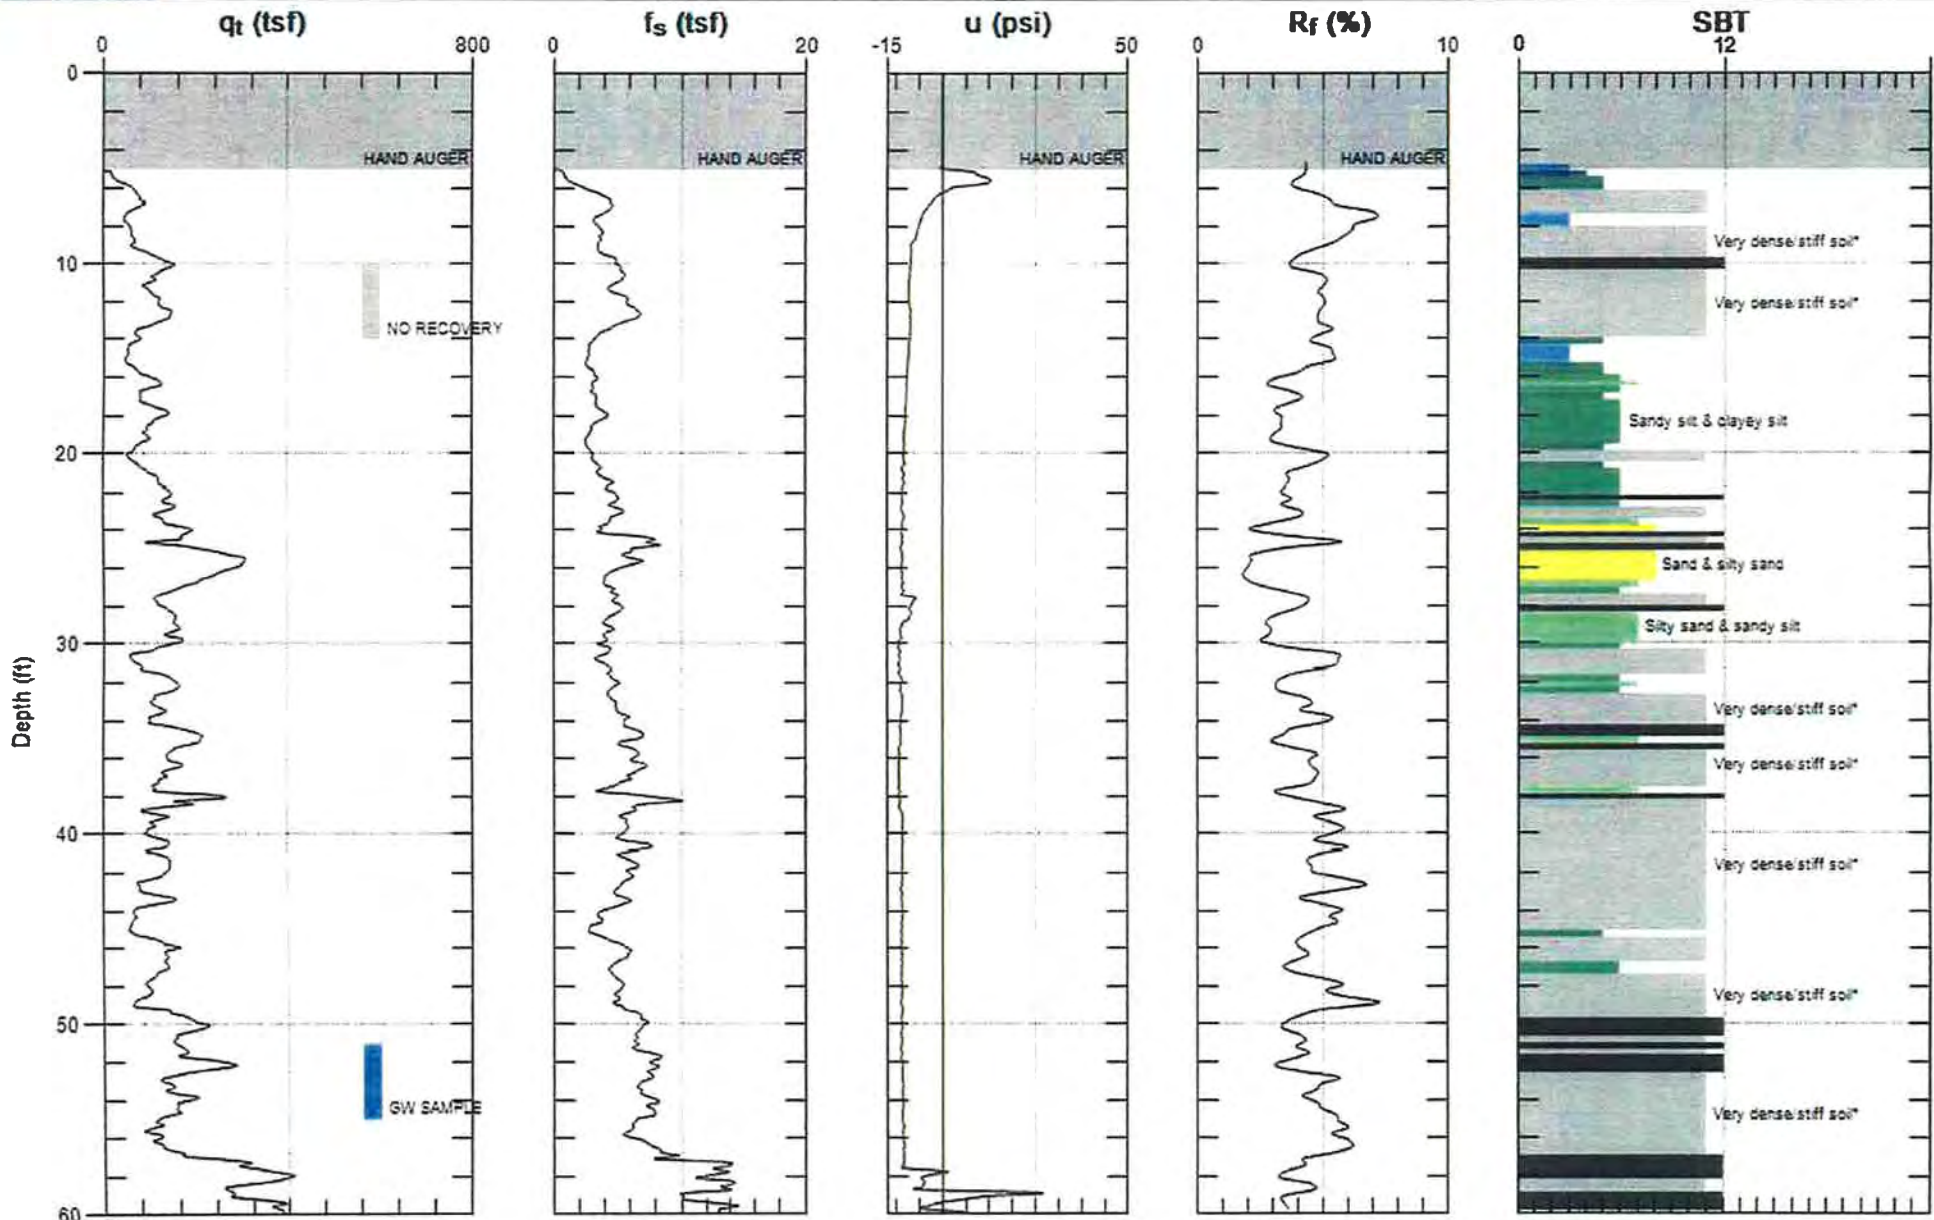 qt (tsf)
fs (tsf)
u (psi)
Rf (%)
SBT
0 800
0 20
-15 50
0 10
0 12
0
HAND AUGER
HAND AUGER
HAND AUGER
HAND AUGER
Very dense/stiff soil*
10
Very dense/stiff soil*
NO RECOVERY
Sandy silt & clayey silt
20
Sand & silty sand
Silty sand & sandy silt
30
Depth (ft)
Very dense/stiff soil*
Very dense/stiff soil*
40
Very dense/stiff soil*
Very dense/stiff soil*
50
GW SAMPLE
Very dense/stiff soil*
60